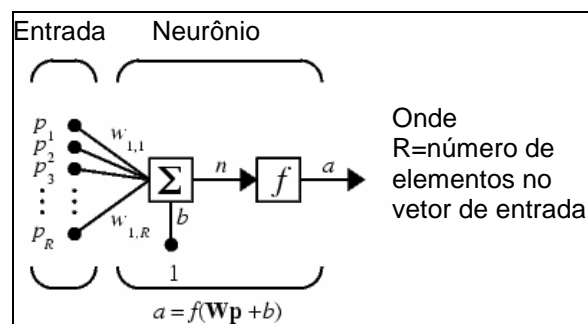 Entrada Neurônio
p1
p2
p3
pR
w1,1
w1,R
Σ
n
f
a
b
1
a = f(Wp +b)
Onde
R=número de
elementos no
vetor de entrada